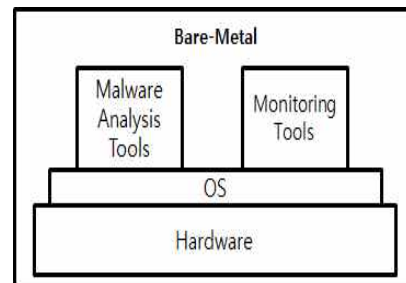 Bare-Metal
Malware
Analysis
Tools
Monitoring
Tools
OS
Hardware